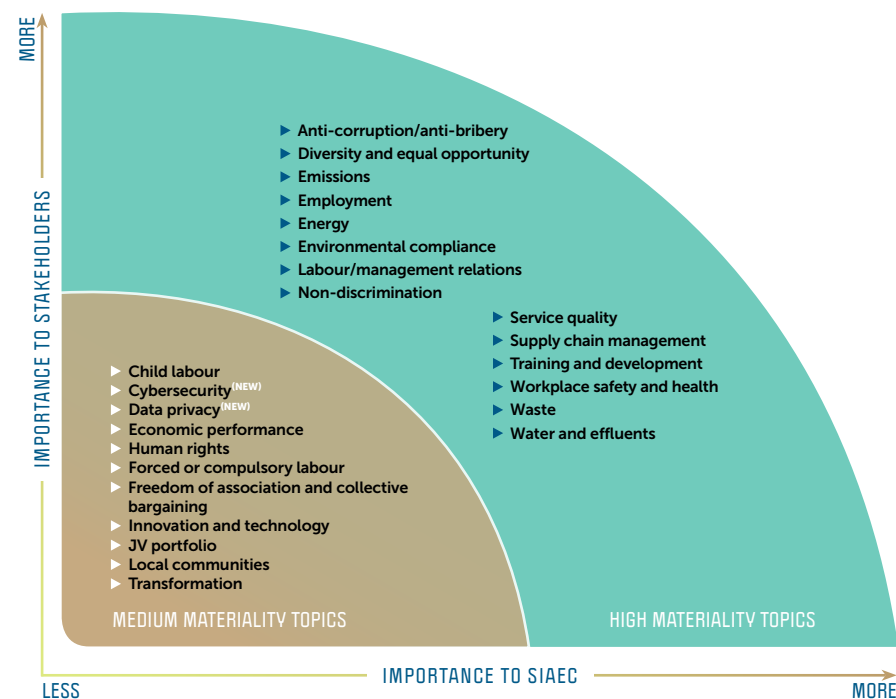 MORE
IMPORTANCE TO STAKEHOLDERS
Anti-corruption/anti-bribery
Diversity and equal opportunity
Emissions
Employment
Energy
Environmental compliance
Labour/management relations
Non-discrimination
Service quality
Supply chain management
Training and development
Workplace safety and health
Waste
Water and effluents
Child labour
Cybersecurity(NEW)
Data privacy(NEW)
Economic performance
Human rights
Forced or compulsory labour
Freedom of association and collective
bargaining
Innovation and technology
JV portfolio
Local communities
Transformation
MEDIUM MATERIALITY TOPICS
HIGH MATERIALITY TOPICS
LESS
IMPORTANCE TO SIAEC
MORE